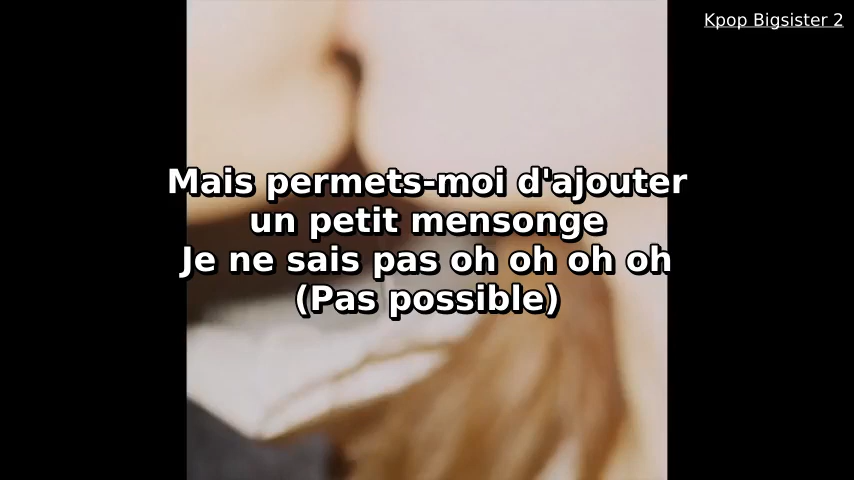 Kpop Bigsister 2
Mais permets-moi d'ajouter
un petit mensonge
Je ne sais pas oh oh oh oh
(Pas possible)